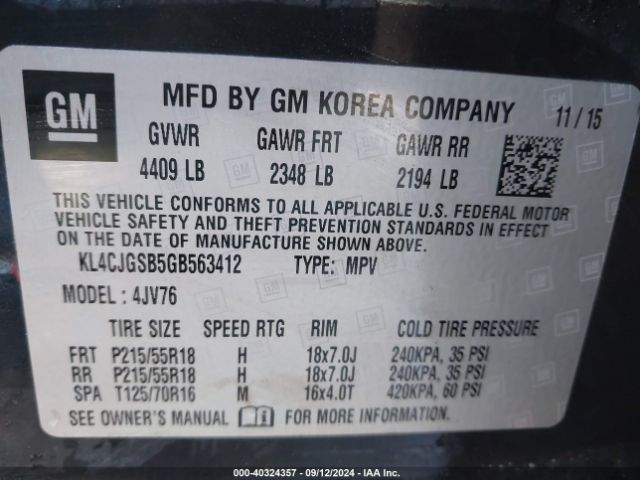 GM
MFD BY GM KOREA COMPANY 11/15
GVWR GAWR FRT GAWR RR
4409 LB 2348 LB 2194 LB
THIS VEHICLE CONFORMS TO ALL APPLICABLE U.S. FEDERAL MOTOR
VEHICLE SAFETY AND THEFT PREVENTION STANDARDS IN EFFECT
ON THE DATE OF MANUFACTURE SHOWN ABOVE.
KL4CJGSB5GB563412 TYPE: MPV
MODEL: 4JV76
TIRE SIZE SPEED RTG RIM COLD TIRE PRESSURE
FRT P215/55R18 H 18x7.0J 240KPA, 35 PSI
RR P215/55R18 H 18x7.0J 240KPA, 35 PSI
SPA T125/70R16 M 16x4.0T 420KPA, 60 PSI
SEE OWNER'S MANUAL FOR MORE INFORMATION
000-40324357 - 09/12/2024 - IAA Inc.